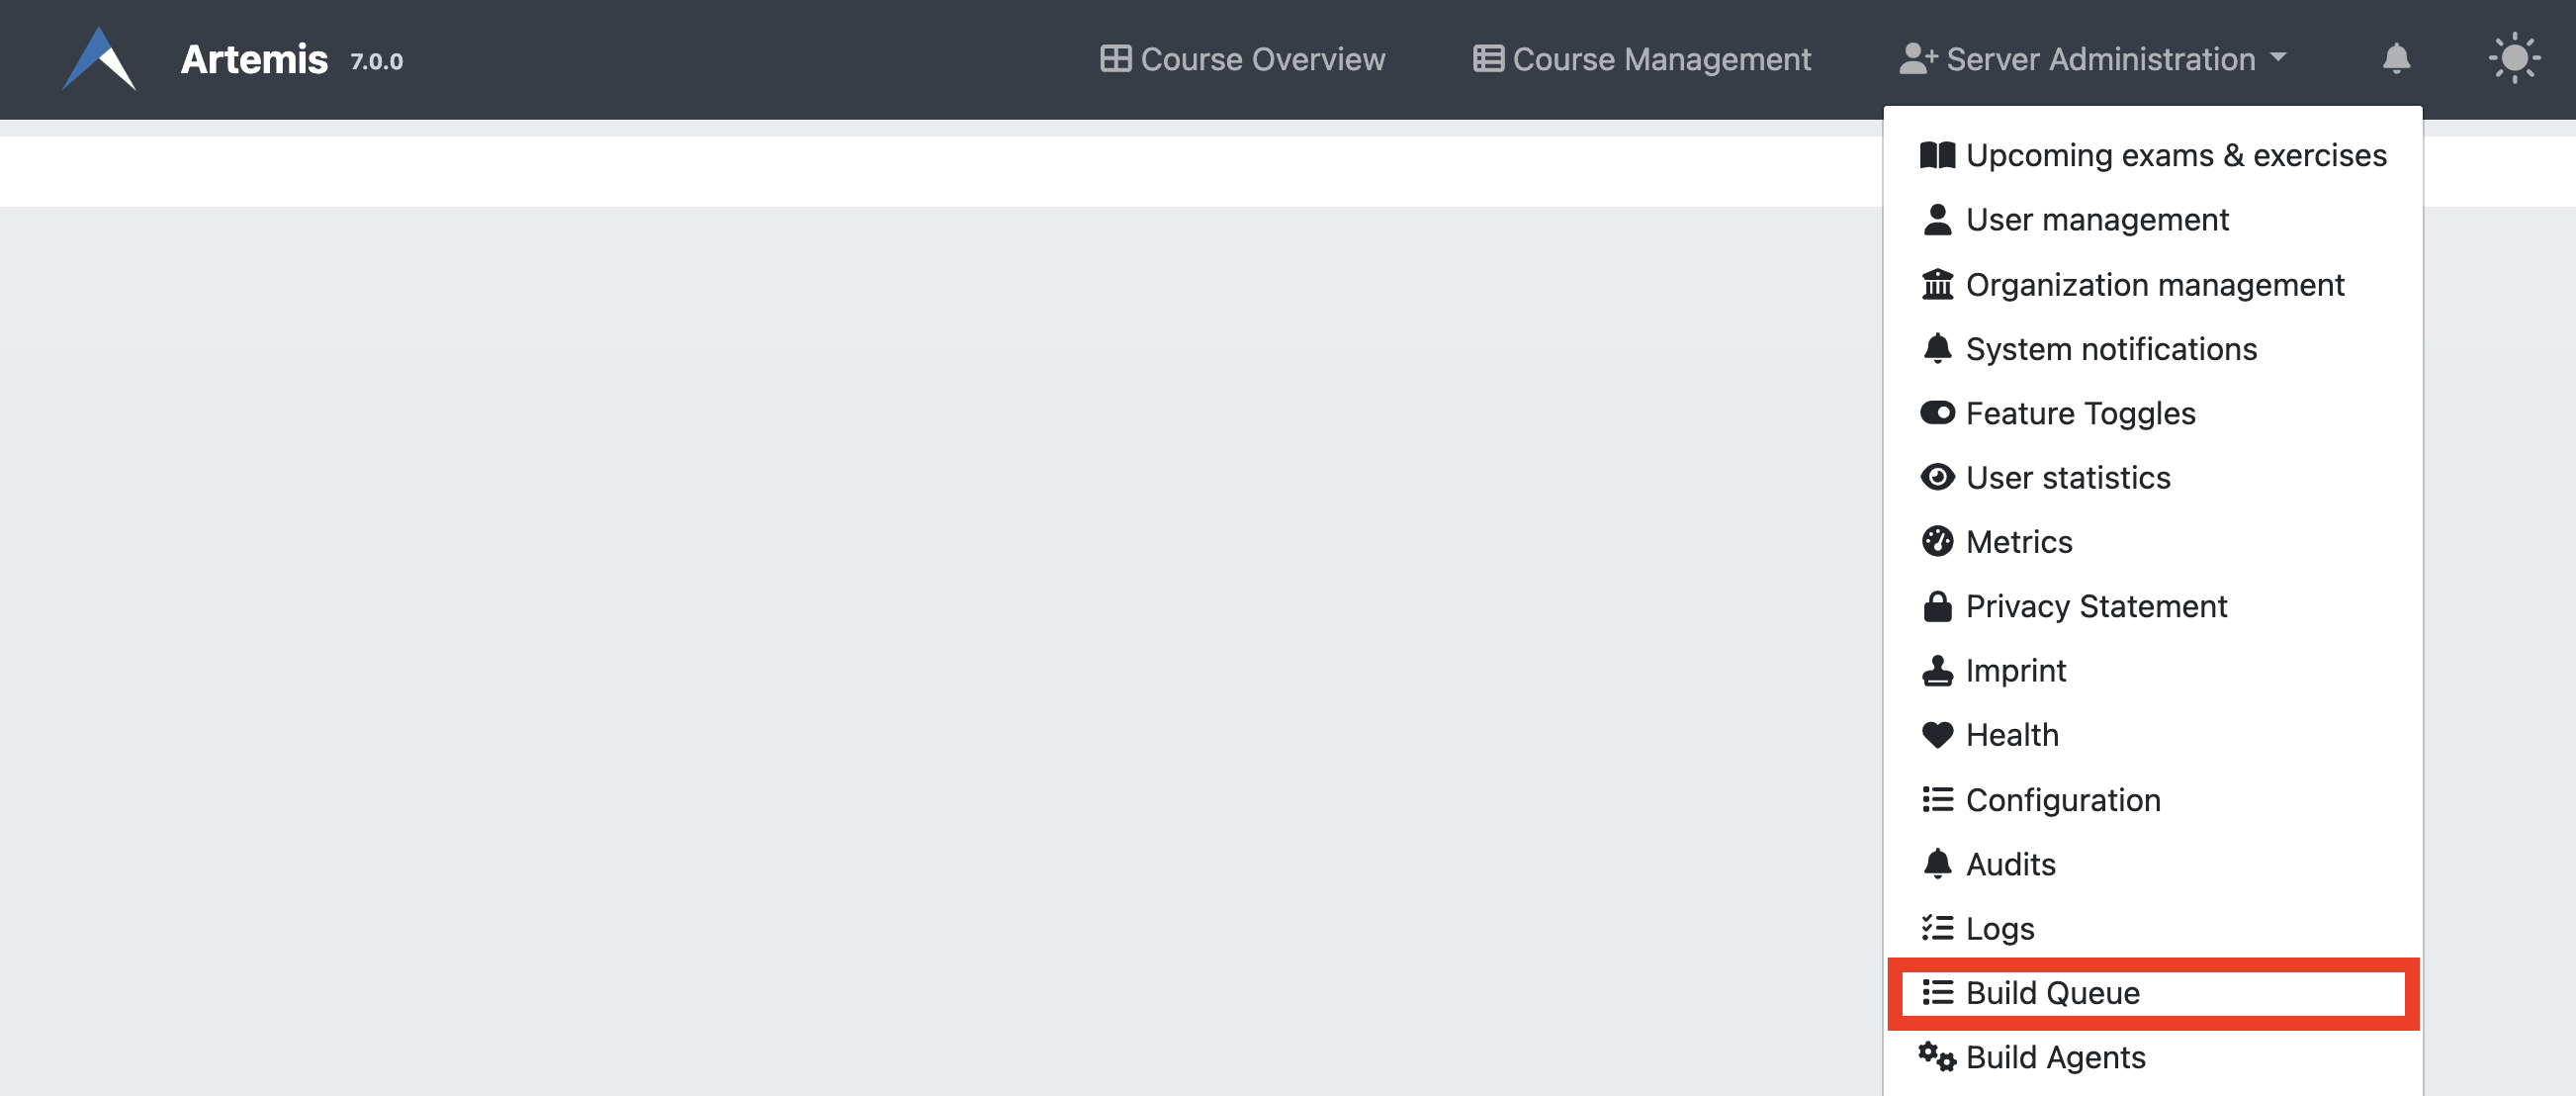 Artemis 7.0.0 Course Overview Course Management Server Administration
Upcoming exams & exercises
User management
Organization management
System notifications
Feature Toggles
User statistics
Metrics
Privacy Statement
Imprint
Health
Configuration
Audits
Logs
Build Queue
Build Agents